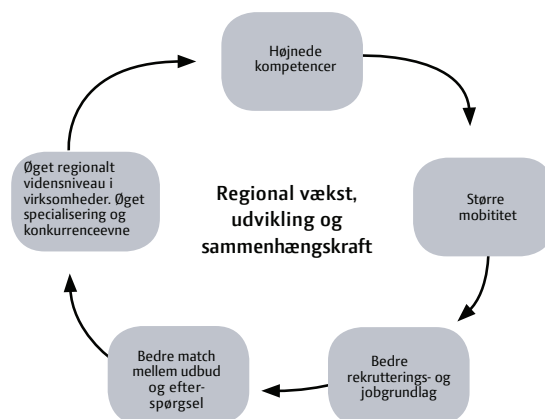 Højnede
kompetencer
Større
mobititet
Bedre
rekrutterings- og
jobgrundlag
Bedre match
mellem udbud
og efter-
spørgsel
Øget regionalt
vidensniveau i
virksomheder. Øget
specialisering og
konkurrenceevne
Regional vækst,
udvikling og
sammenhængskraft